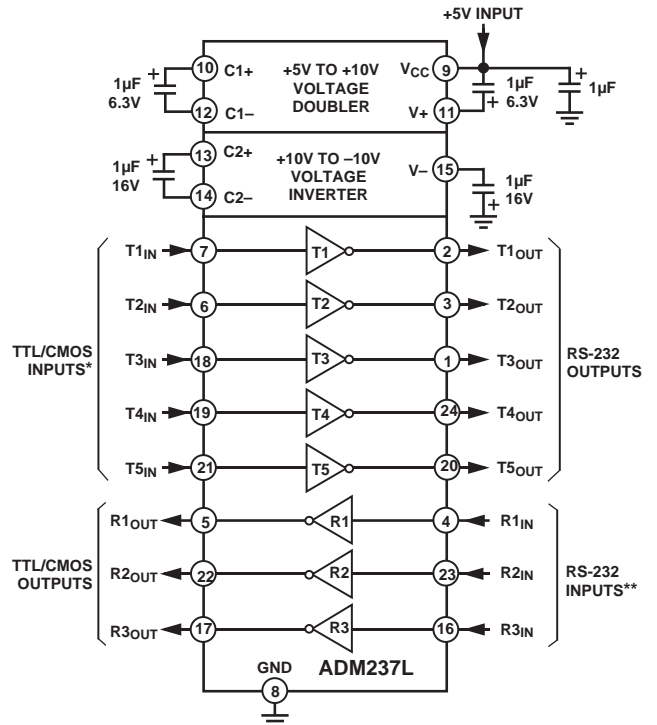 +5V INPUT
1µF
6.3V
+
10
C1+
12
C1–
+5V TO +10V
VOLTAGE
DOUBLER
VCC
9
V+
11
+
1µF
6.3V
+
1µF
1µF
16V
+
13
C2+
14
C2–
+10V TO –10V
VOLTAGE
INVERTER
V–
15
+
1µF
16V
TTL/CMOS
INPUTS*
T1IN 7 T1 2 T1OUT
T2IN 6 T2 3 T2OUT
T3IN 18 T3 1 T3OUT
T4IN 19 T4 24 T4OUT
T5IN 21 T5 20 T5OUT
RS-232
OUTPUTS
TTL/CMOS
OUTPUTS
R1OUT 5 R1 4 R1IN
R2OUT 22 R2 23 R2IN
R3OUT 17 R3 16 R3IN
RS-232
INPUTS**
GND
8
ADM237L